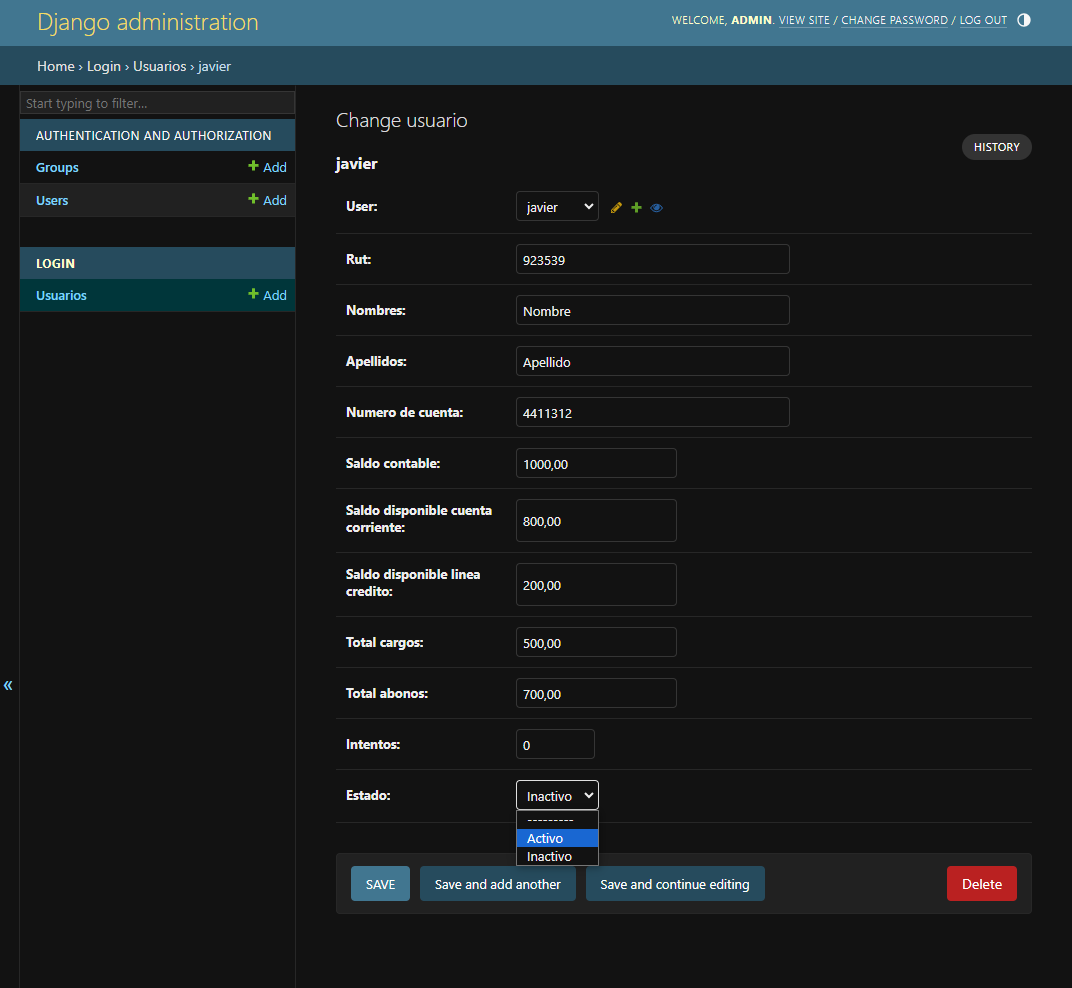 Django administration
WELCOME, ADMIN. VIEW SITE / CHANGE PASSWORD / LOG OUT
Home › Login › Usuarios › javier
Start typing to filter...
AUTHENTICATION AND AUTHORIZATION
Groups + Add
Users + Add
LOGIN
Usuarios + Add
«
Change usuario
HISTORY
javier
User: javier
Rut: 923539
Nombres: Nombre
Apellidos: Apellido
Numero de cuenta: 4411312
Saldo contable: 1000,00
Saldo disponible cuenta
corriente: 800,00
Saldo disponible linea
credito: 200,00
Total cargos: 500,00
Total abonos: 700,00
Intentos: 0
Estado: Inactivo
---------
Activo
Inactivo
SAVE Save and add another Save and continue editing Delete